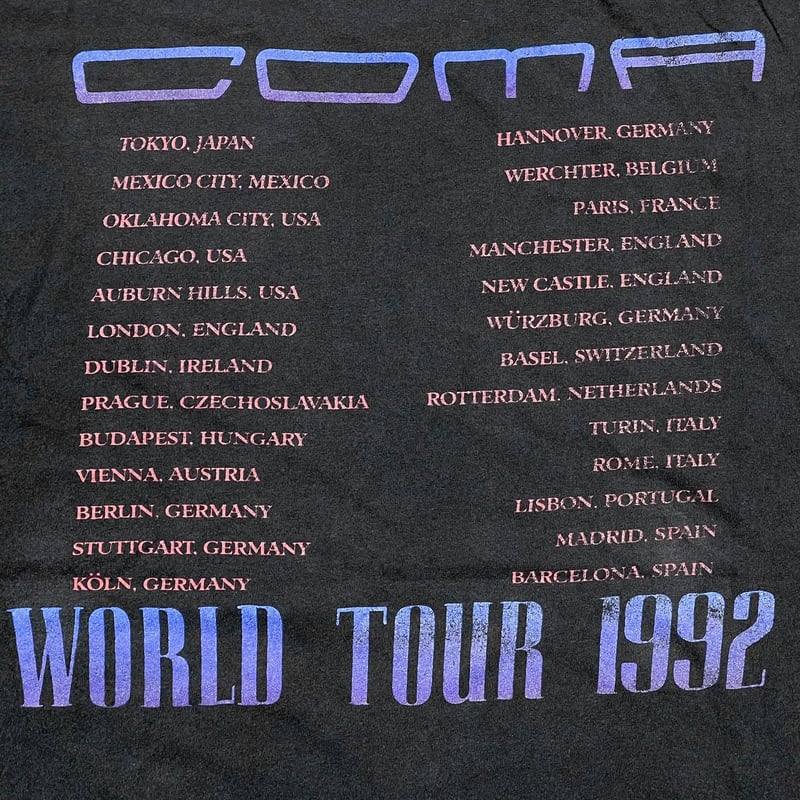 COMA
TOKYO, JAPAN
MEXICO CITY, MEXICO
OKLAHOMA CITY, USA
CHICAGO, USA
AUBURN HILLS, USA
LONDON, ENGLAND
DUBLIN, IRELAND
PRAGUE, CZECHOSLAVAKIA
BUDAPEST, HUNGARY
VIENNA, AUSTRIA
BERLIN, GERMANY
STUTTGART, GERMANY
KÖLN, GERMANY
HANNOVER, GERMANY
WERCHTER, BELGIUM
PARIS, FRANCE
MANCHESTER, ENGLAND
NEW CASTLE, ENGLAND
WÜRZBURG, GERMANY
BASEL, SWITZERLAND
ROTTERDAM, NETHERLANDS
TURIN, ITALY
ROME, ITALY
LISBON, PORTUGAL
MADRID, SPAIN
BARCELONA, SPAIN
WORLD TOUR 1992